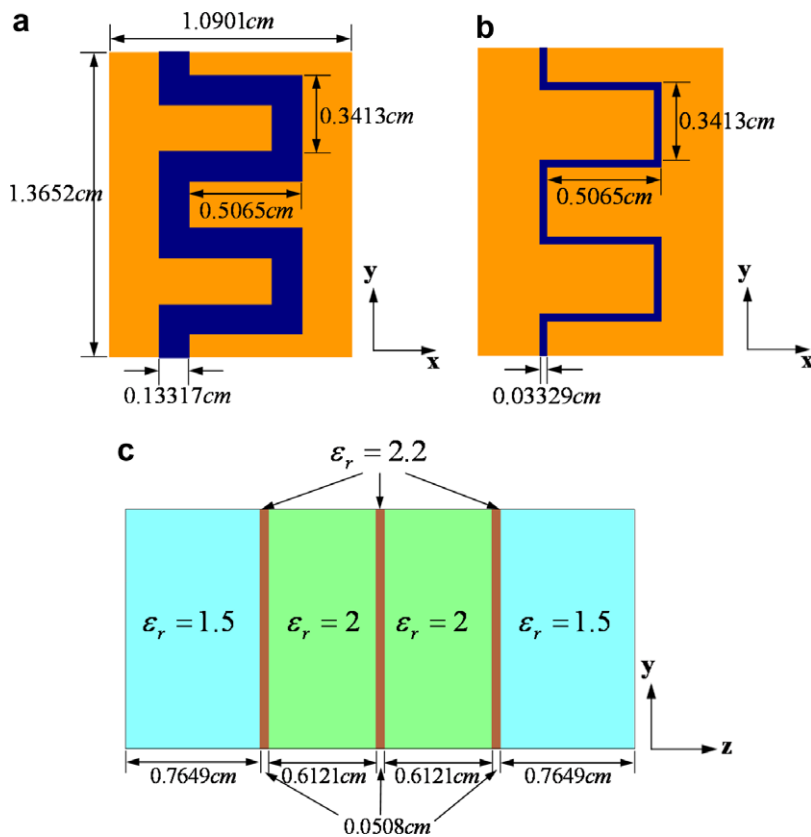 a
1.0901cm
0.3413cm
1.3652cm
0.5065cm
y
x
0.13317cm
b
0.3413cm
0.5065cm
y
x
0.03329cm
c
εr = 2.2
εr = 1.5
εr = 2
εr = 2
εr = 1.5
y
z
0.7649cm
0.6121cm
0.6121cm
0.7649cm
0.0508cm